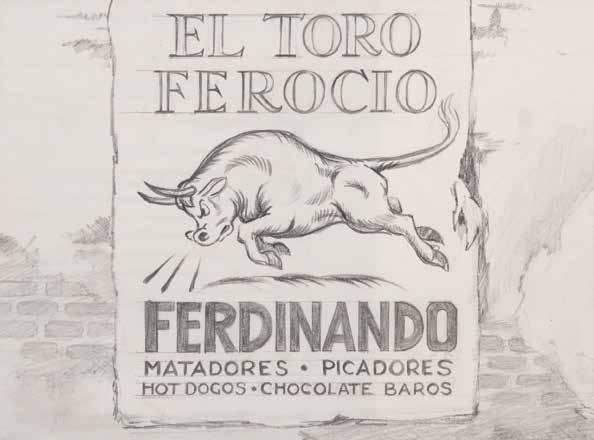 EL TORO
FEROCIO
FERDINANDO
MATADORES • PICADORES
HOT DOGOS • CHOCOLATE BAROS